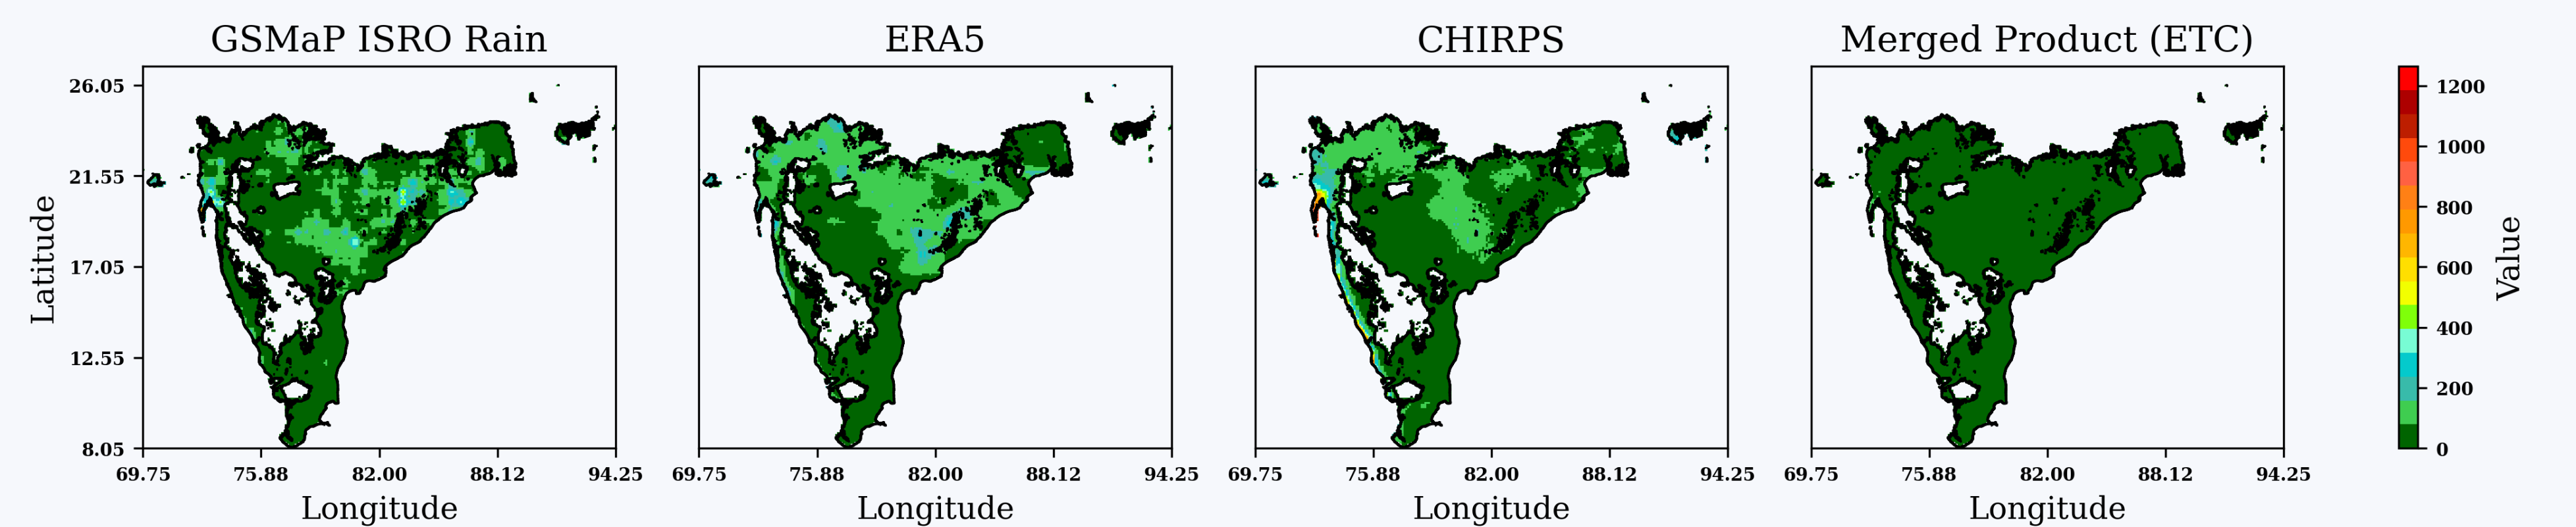 GSMaP ISRO Rain
ERA5
CHIRPS
Merged Product (ETC)
26.05
21.55
17.05
12.55
8.05
Latitude
69.75 75.88 82.00 88.12 94.25
69.75 75.88 82.00 88.12 94.25
69.75 75.88 82.00 88.12 94.25
69.75 75.88 82.00 88.12 94.25
Longitude
Longitude
Longitude
Longitude
1200
1000
800
600
400
200
0
Value